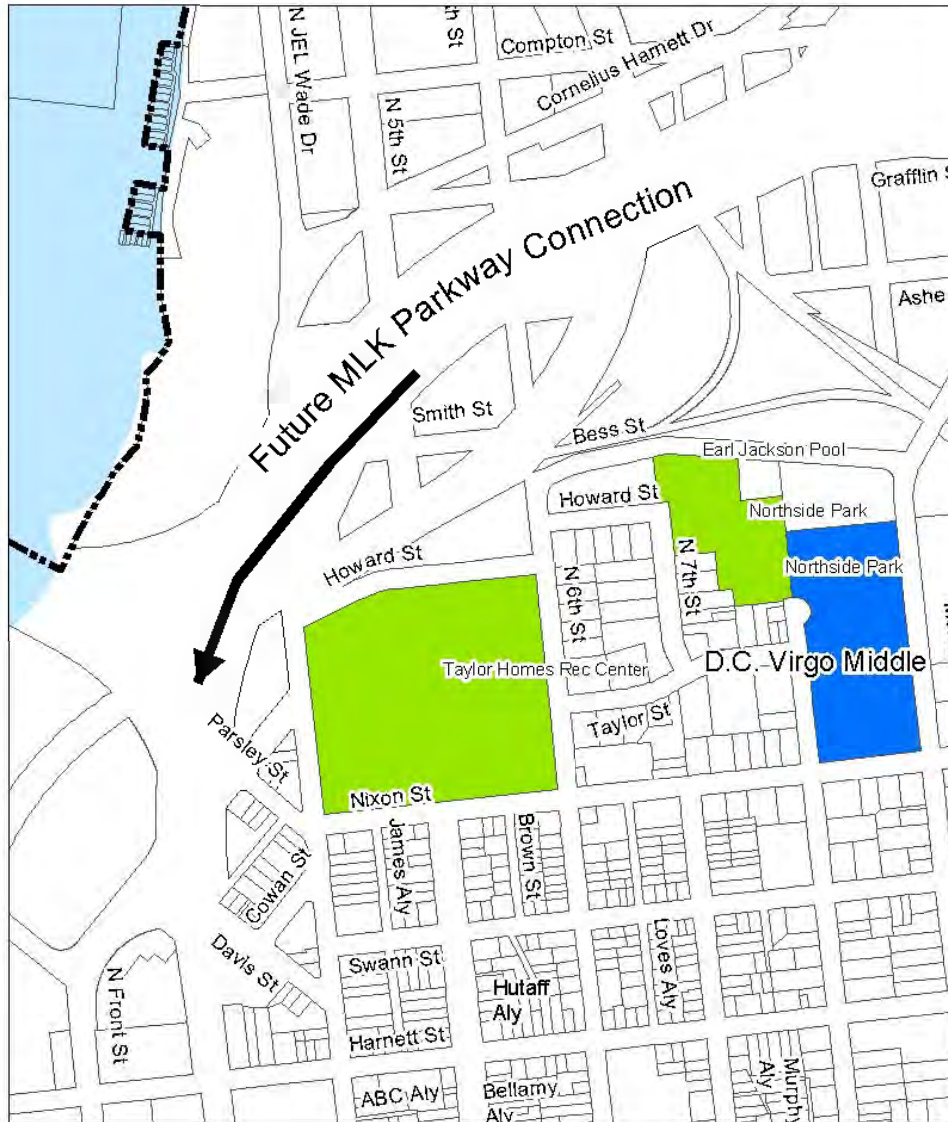 Compton St
Cornelius Harnett Dr
N JEL Wade Dr
N 5th St
Grafflin
Ashe
Future MLK Parkway Connection
Smith St
Bess St
Earl Jackson Pool
Howard St
Northside Park
Howard St
N 7th St
Northside Park
N 6th St
Taylor Homes Rec Center
D.C. Virgo Middle
Taylor St
Parsley St
Nixon St
James Aly
Brown St
Cowan St
Davis St
Swann St
Loves Aly
N Front St
Hutaff
Aly
Harnett St
ABC Aly
Bellamy
Aly
Murphy
Aly